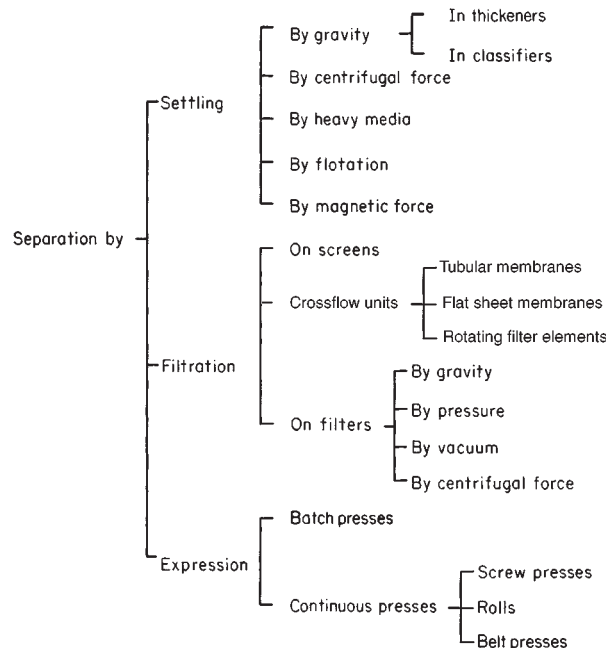 In thickeners
By gravity
In classifiers
By centrifugal force
Settling
By heavy media
By flotation
By magnetic force
Separation by
On screens
Tubular membranes
Crossflow units
Flat sheet membranes
Rotating filter elements
Filtration
By gravity
By pressure
On filters
By vacuum
By centrifugal force
Batch presses
Expression
Screw presses
Continuous presses
Rolls
Belt presses